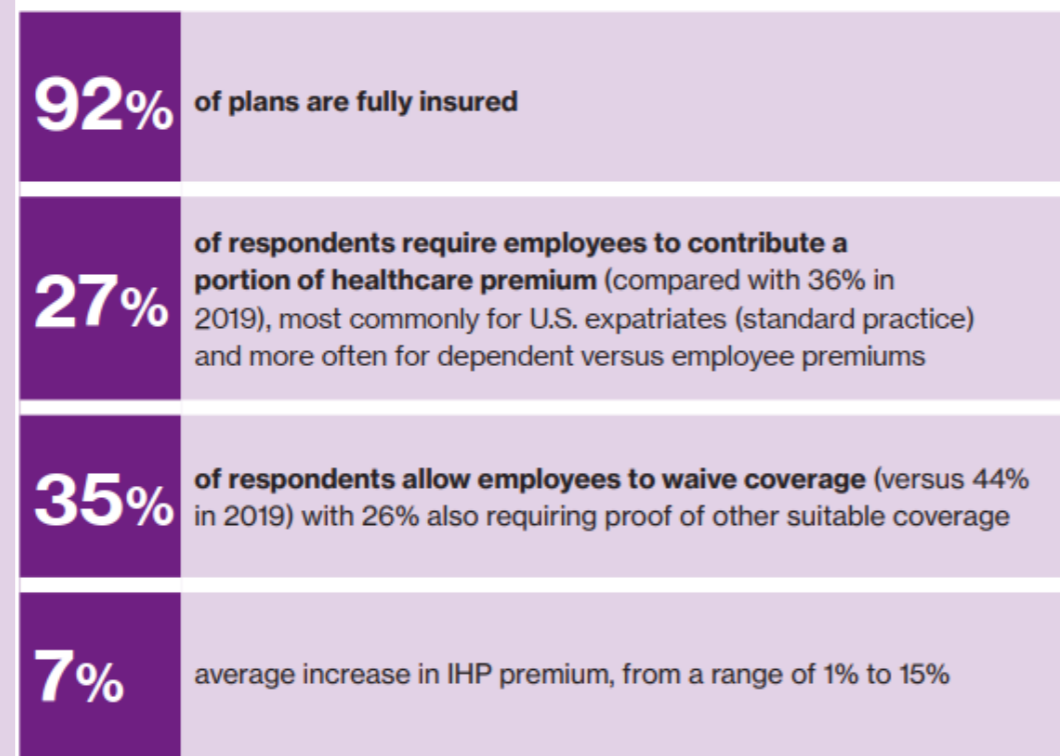 92% of plans are fully insured
27% of respondents require employees to contribute a
portion of healthcare premium (compared with 36% in
2019), most commonly for U.S. expatriates (standard practice)
and more often for dependent versus employee premiums
35% of respondents allow employees to waive coverage (versus 44%
in 2019) with 26% also requiring proof of other suitable coverage
7% average increase in IHP premium, from a range of 1% to 15%